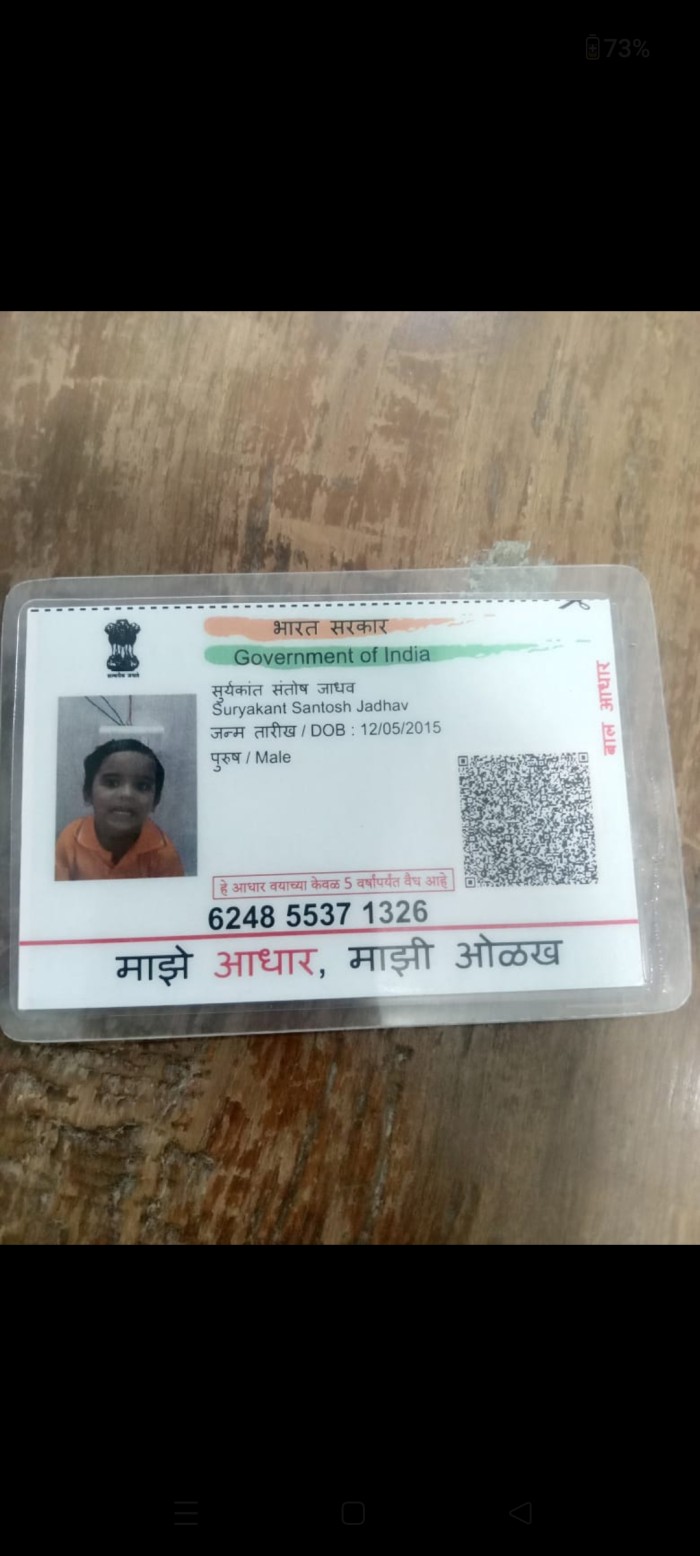 73%
भारत सरकार
Government of India
सुर्यकांत संतोष जाधव
Suryakant Santosh Jadhav
जन्म तारीख / DOB : 12/05/2015
पुरुष / Male
बाल आधार
हे आधार वयाच्या केवळ 5 वर्षांपर्यंत वैध आहे
6248 5537 1326
माझे आधार, माझी ओळख